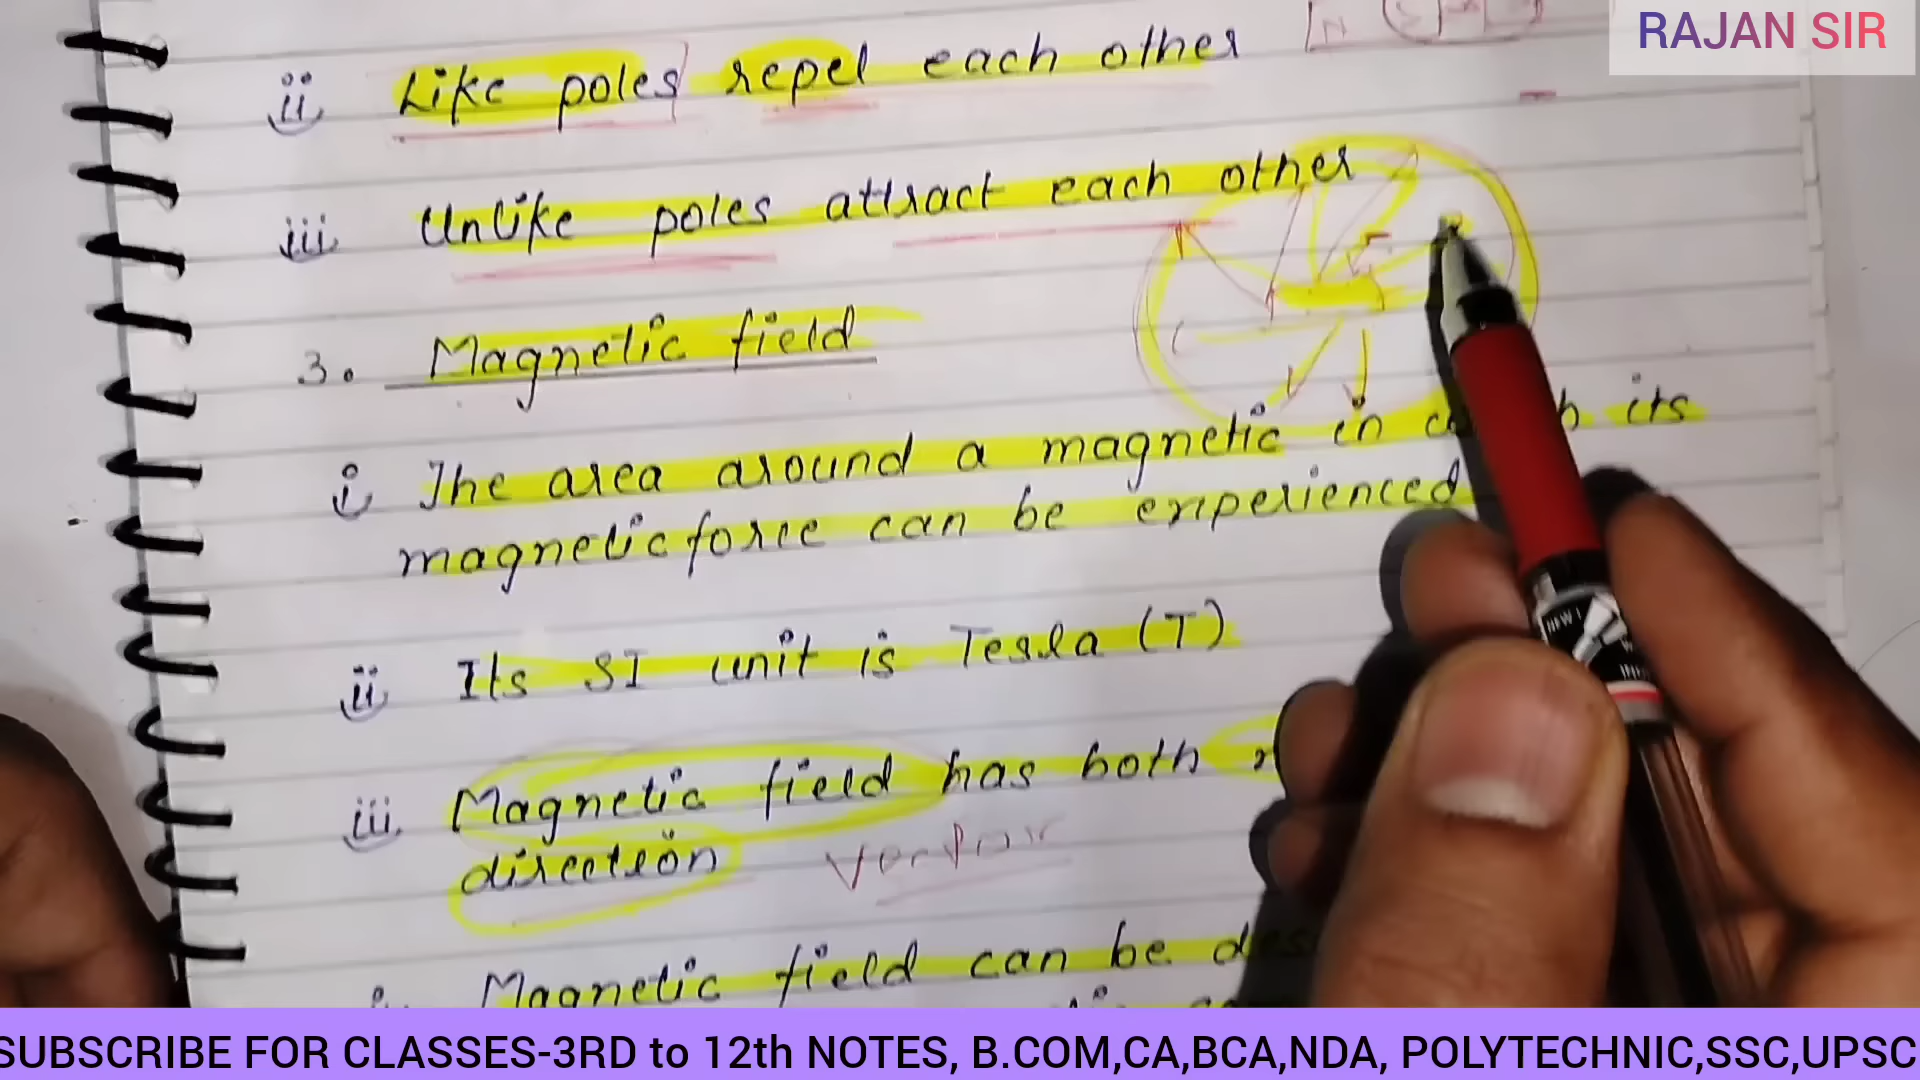 RAJAN SIR
ii Like poles repel each other
iii Unlike poles attract each other
3. Magnetic field
i The area around a magnetic in its
magnetic force can be experienced
ii Its SI unit is Tesla (T)
iii. Magnetic field has both
direction
Magnetic field can be
SUBSCRIBE FOR CLASSES-3RD to 12th NOTES, B.COM,CA,BCA,NDA, POLYTECHNIC,SSC,UPSC